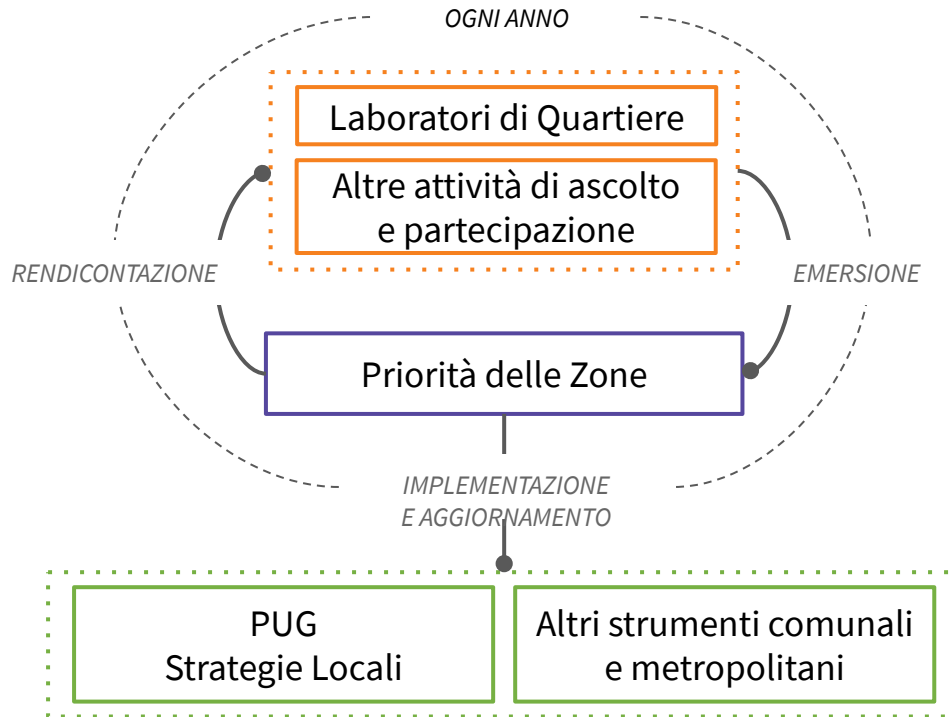 OGNI ANNO
Laboratori di Quartiere
Altre attività di ascolto
e partecipazione
RENDICONTAZIONE
EMERSIONE
Priorità delle Zone
IMPLEMENTAZIONE
E AGGIORNAMENTO
PUG
Strategie Locali
Altri strumenti comunali
e metropolitani